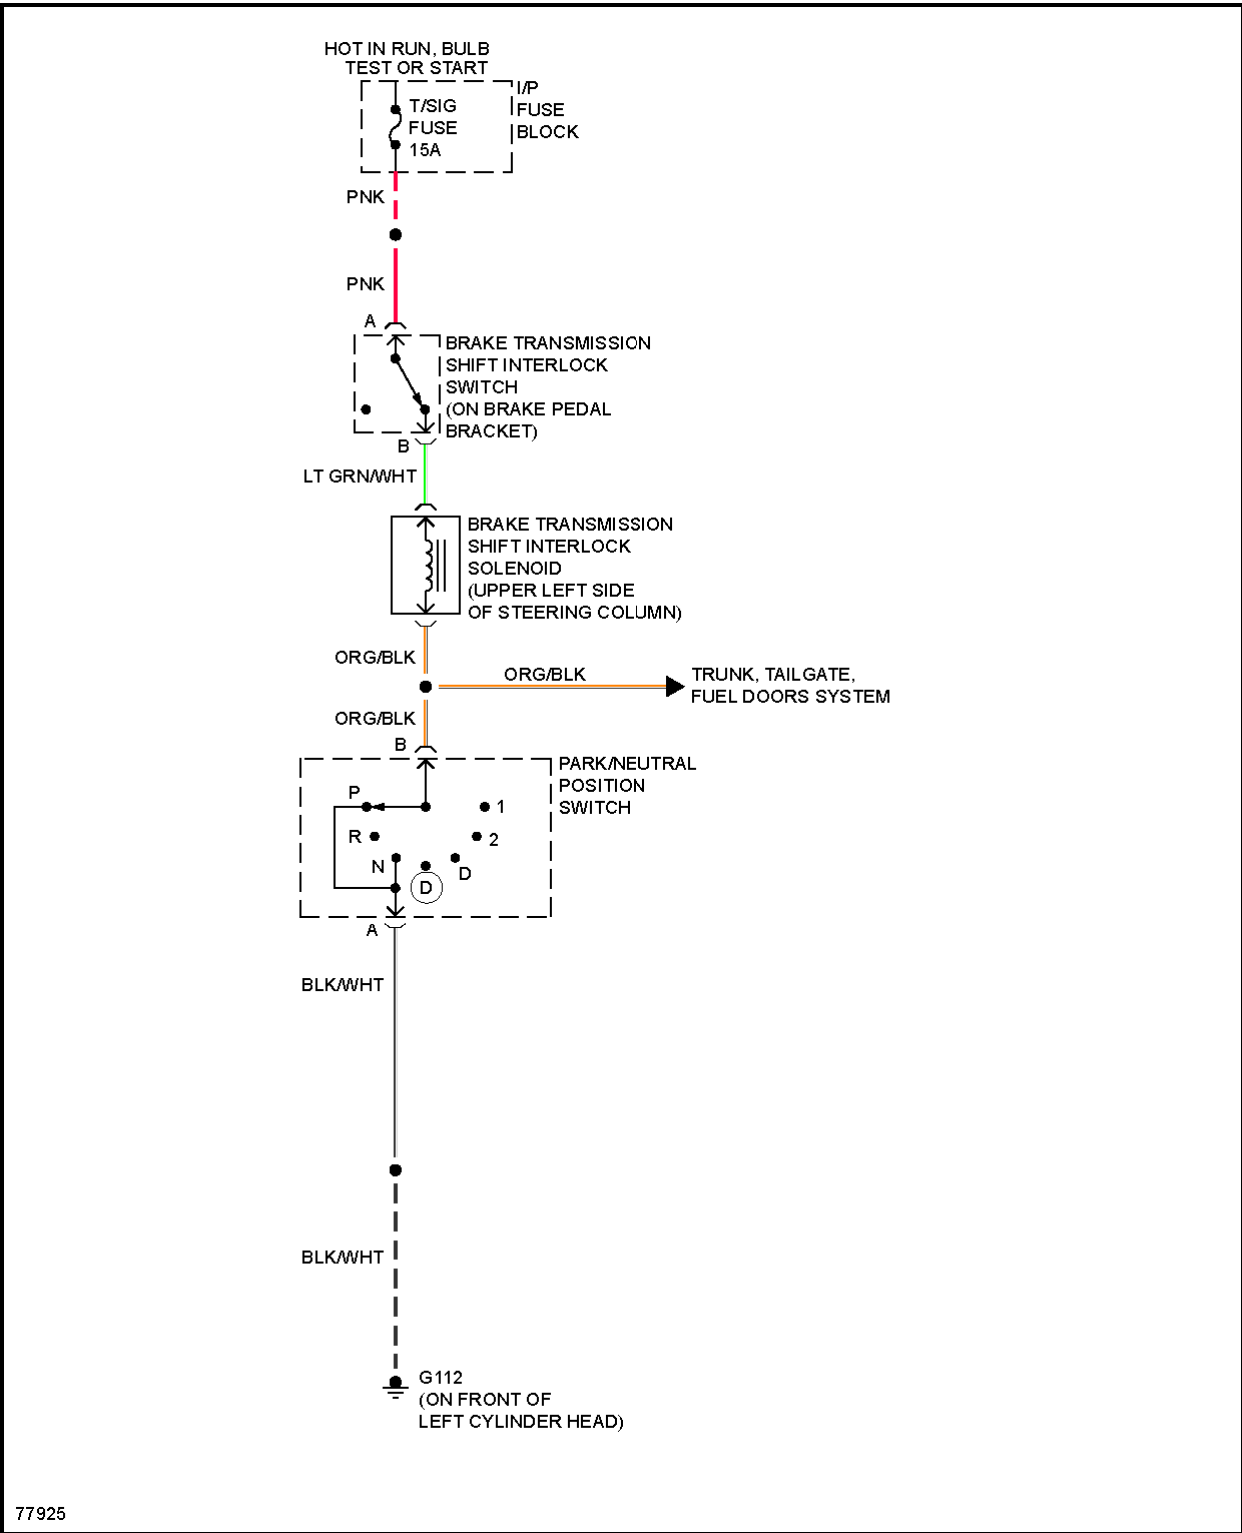 HOT IN RUN, BULB
TEST OR START
I/P
FUSE
BLOCK
T/SIG
FUSE
15A
PNK
PNK
A
BRAKE TRANSMISSION
SHIFT INTERLOCK
SWITCH
(ON BRAKE PEDAL
BRACKET)
B
LT GRN/WHT
BRAKE TRANSMISSION
SHIFT INTERLOCK
SOLENOID
(UPPER LEFT SIDE
OF STEERING COLUMN)
ORG/BLK
ORG/BLK
TRUNK, TAILGATE,
FUEL DOORS SYSTEM
ORG/BLK
B
PARK/NEUTRAL
POSITION
SWITCH
P
1
R
2
N
D
D
A
BLK/WHT
BLK/WHT
G112
(ON FRONT OF
LEFT CYLINDER HEAD)
77925